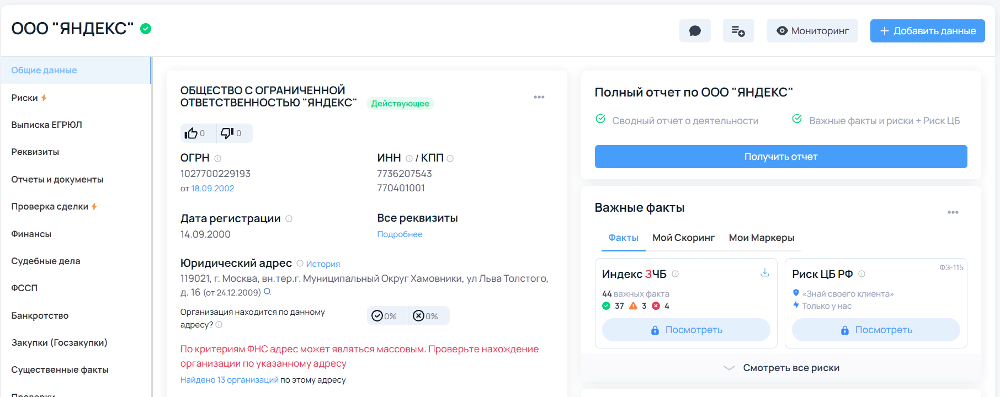 ООО "ЯНДЕКС"
Мониторинг
Добавить данные
Общие данные
Риски
Выписка ЕГРЮЛ
Реквизиты
Отчеты и документы
Проверка сделки
Финансы
Судебные дела
ФССП
Банкротство
Закупки (Госзакупки)
Существенные факты
Проверки
ОБЩЕСТВО С ОГРАНИЧЕННОЙ
ОТВЕТСТВЕННОСТЬЮ "ЯНДЕКС" Действующее
0 0
ОГРН
1027700229193
от 18.09.2002
ИНН / КПП
7736207543
770401001
Дата регистрации
14.09.2000
Все реквизиты
Подробнее
Юридический адрес История
119021, г. Москва, вн.тер.г. Муниципальный Округ Хамовники, ул Льва Толстого,
д. 16 (от 24.12.2009)
Организация находится по данному
адресу?
0% 0%
По критериям ФНС адрес может являться массовым. Проверьте нахождение
организации по указанному адресу
Найдено 13 организаций по этому адресу
Полный отчет по ООО "ЯНДЕКС"
Сводный отчет о деятельности
Важные факты и риски + Риск ЦБ
Получить отчет
Важные факты
Факты Мой Скоринг Мои Маркеры
Индекс ЗЧБ
44 важных факта
37 3 4
Посмотреть
Риск ЦБ РФ
ФЗ-115
«Знай своего клиента»
Только у нас
Посмотреть
Смотреть все риски